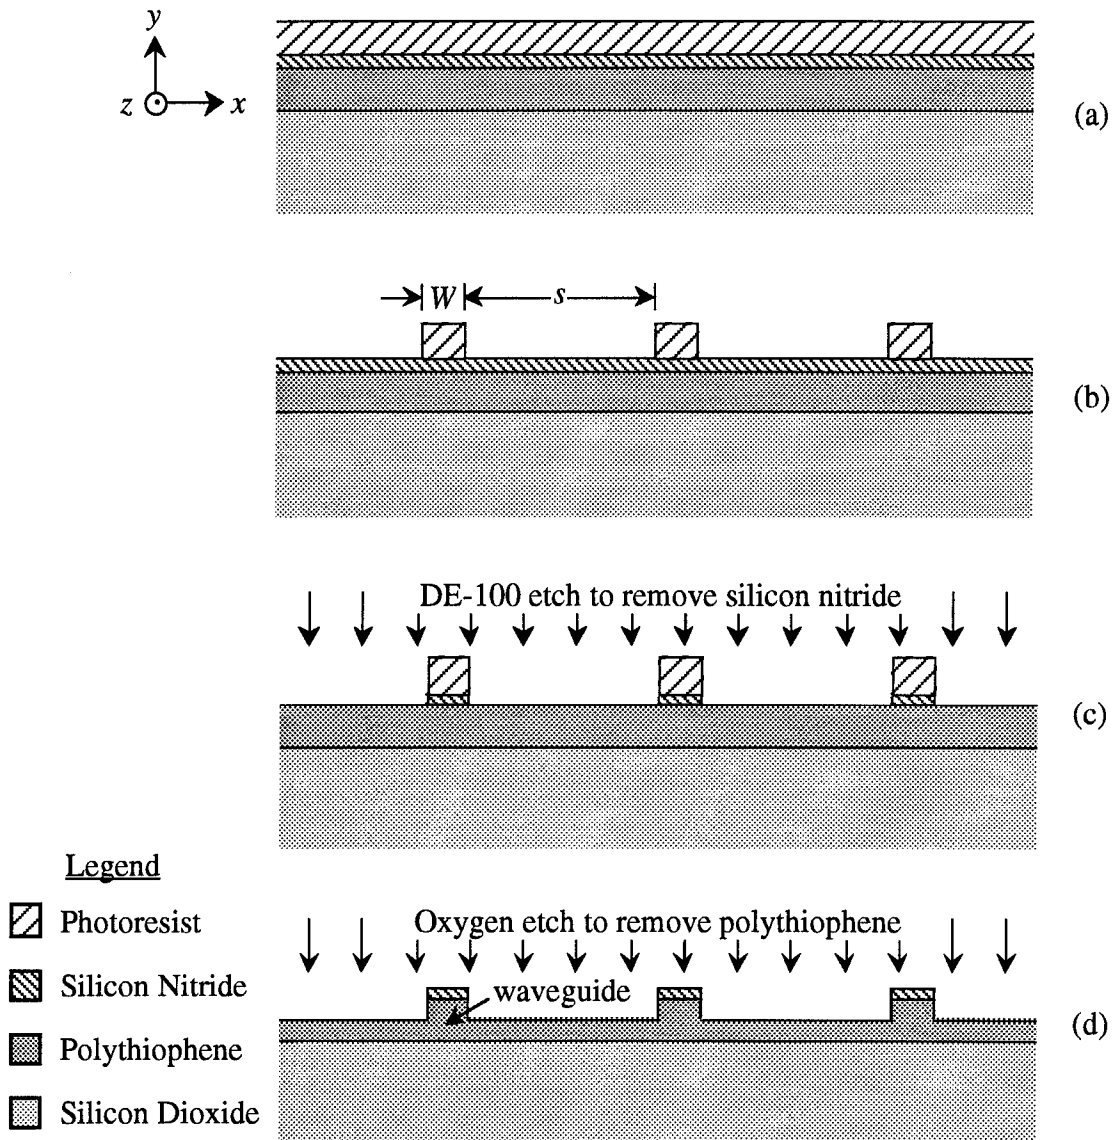 y
z
x
(a)
W
s
(b)
DE-100 etch to remove silicon nitride
(c)
Legend
Photoresist
Silicon Nitride
Polythiophene
Silicon Dioxide
Oxygen etch to remove polythiophene
waveguide
(d)